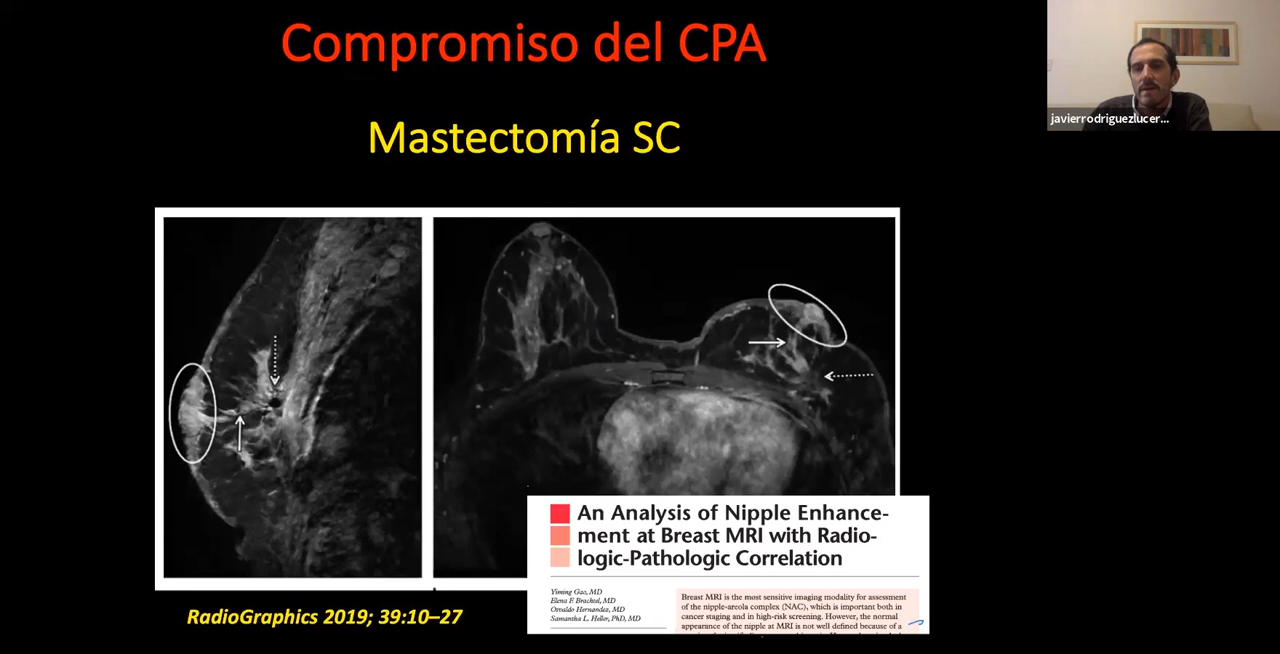 Compromiso del CPA
javierrodriguezlucer...
Mastectomía SC
An Analysis of Nipple Enhance-
ment at Breast MRI with Radio-
logic-Pathologic Correlation
Yiming Gao, MD
Elena F. Brachtel, MD
Osvaldo Hernandez, MD
Samantha L. Heller, PhD, MD
Breast MRI is the most sensitive imaging modality for assessment
of the nipple-areola complex (NAC), which is important both in
cancer staging and in high-risk screening. However, the normal
appearance of the nipple at MRI is not well defined because of a
RadioGraphics 2019; 39:10–27